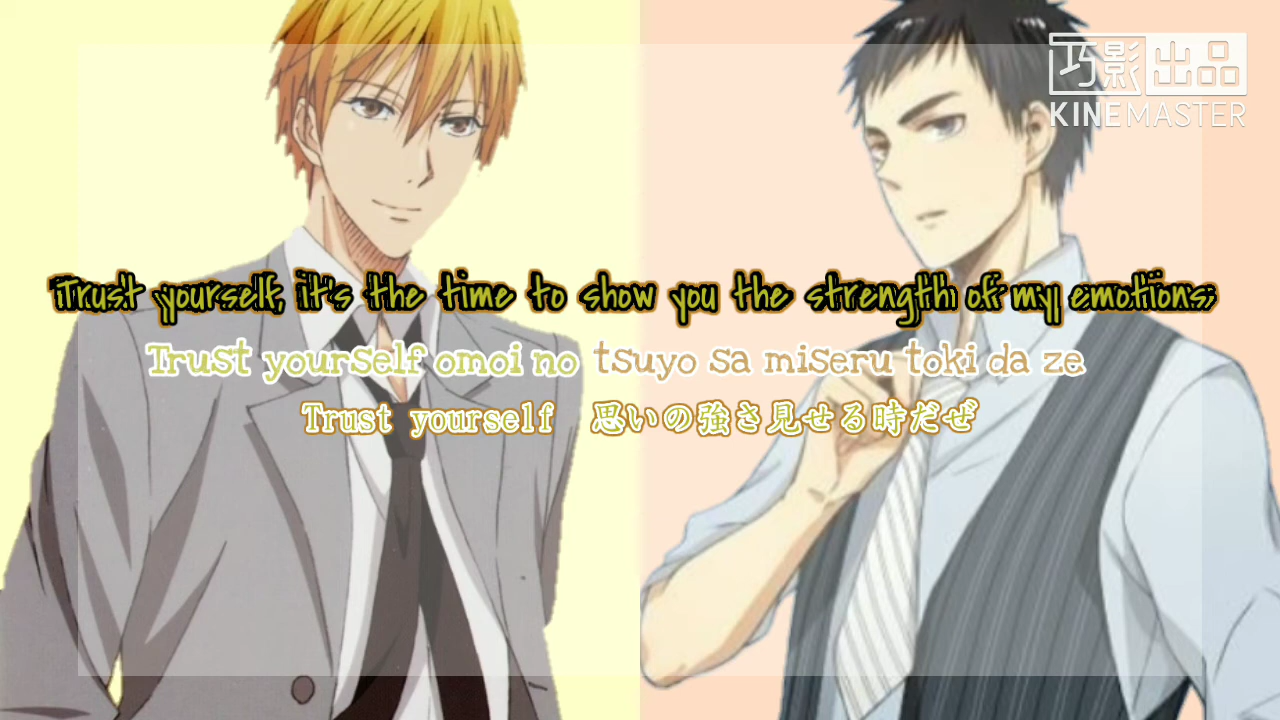 巧影出品
KINEMASTER
Trust yourself, it's the time to show you the strength of my emotions;
Trust yourself omoi no tsuyo sa miseru toki da ze
Trust yourself 思いの強さ見せる時だぜ